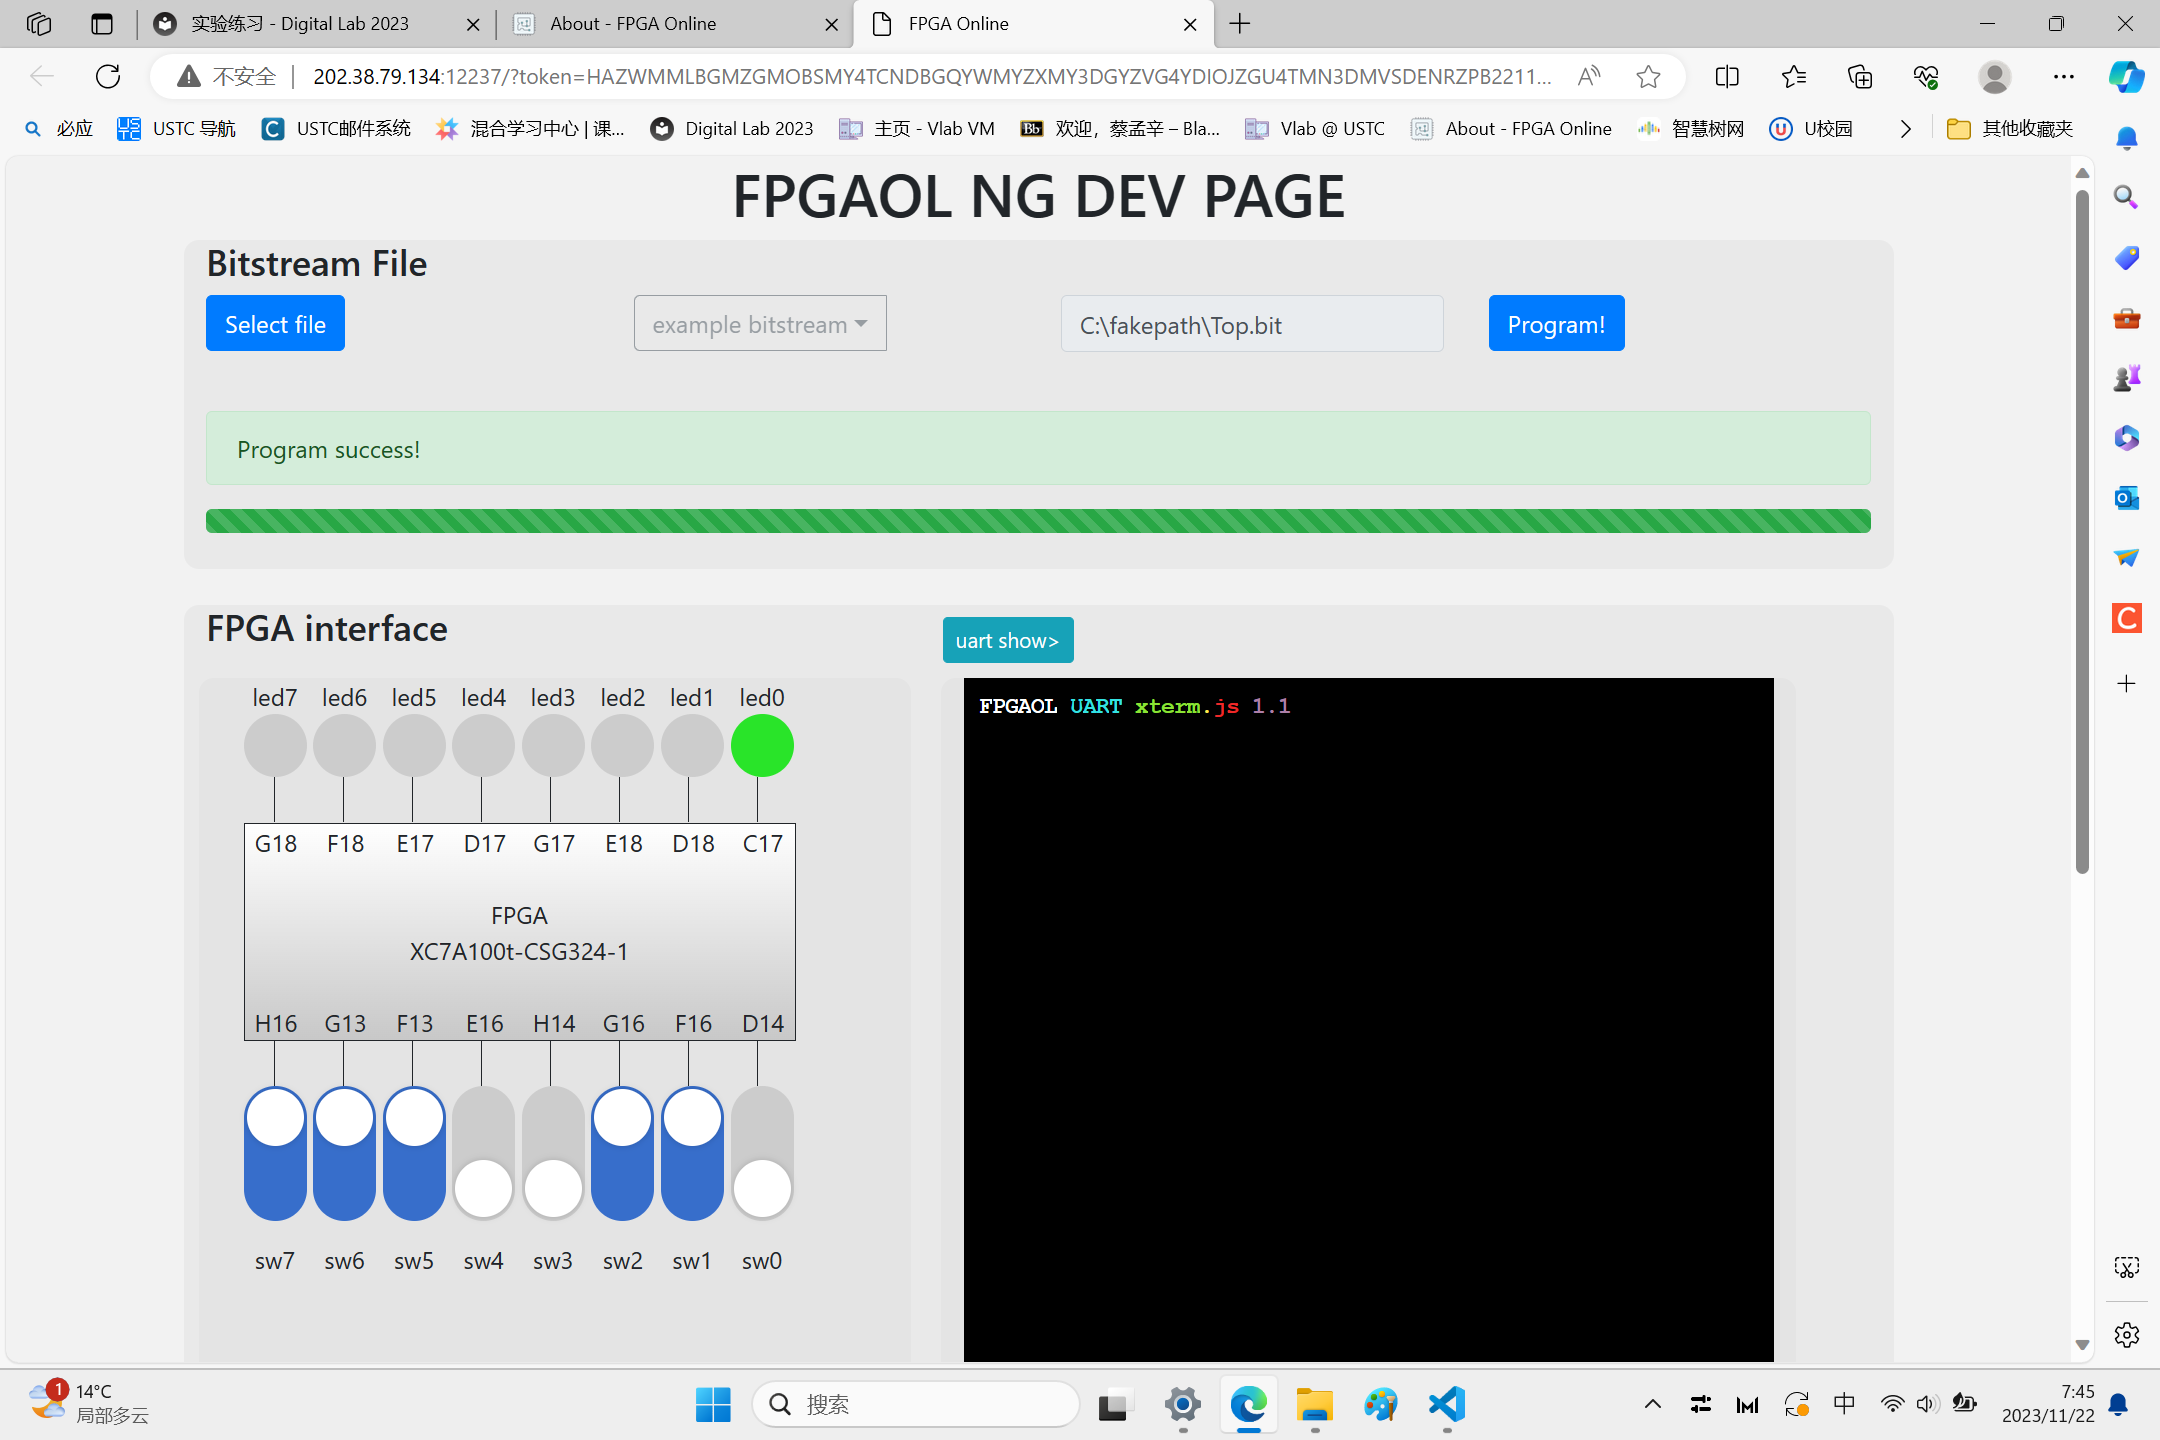 实验练习 - Digital Lab 2023
About - FPGA Online
FPGA Online
不安全
202.38.79.134:12237/?token=HAZWMMLBGMZGMOBSMY4TCNDBGQYWMYZXMY3DGYZVG4YDIOJZGU4TMN3DMVSDENRZPB2211...
必应
USTC 导航
USTC邮件系统
混合学习中心 | 课...
Digital Lab 2023
主页 - Vlab VM
Bb
欢迎，蔡孟辛 – Bla...
Vlab @ USTC
About - FPGA Online
智慧树网
U校园
其他收藏夹
FPGAOL NG DEV PAGE
Bitstream File
Select file
example bitstream
C:\fakepath\Top.bit
Program!
Program success!
FPGA interface
uart show>
led7 led6 led5 led4 led3 led2 led1 led0
FPGAOL UART xterm.js 1.1
G18 F18 E17 D17 G17 E18 D18 C17
FPGA
XC7A100t-CSG324-1
H16 G13 F13 E16 H14 G16 F16 D14
sw7 sw6 sw5 sw4 sw3 sw2 sw1 sw0
1
14°C
局部多云
搜索
中
7:45
2023/11/22